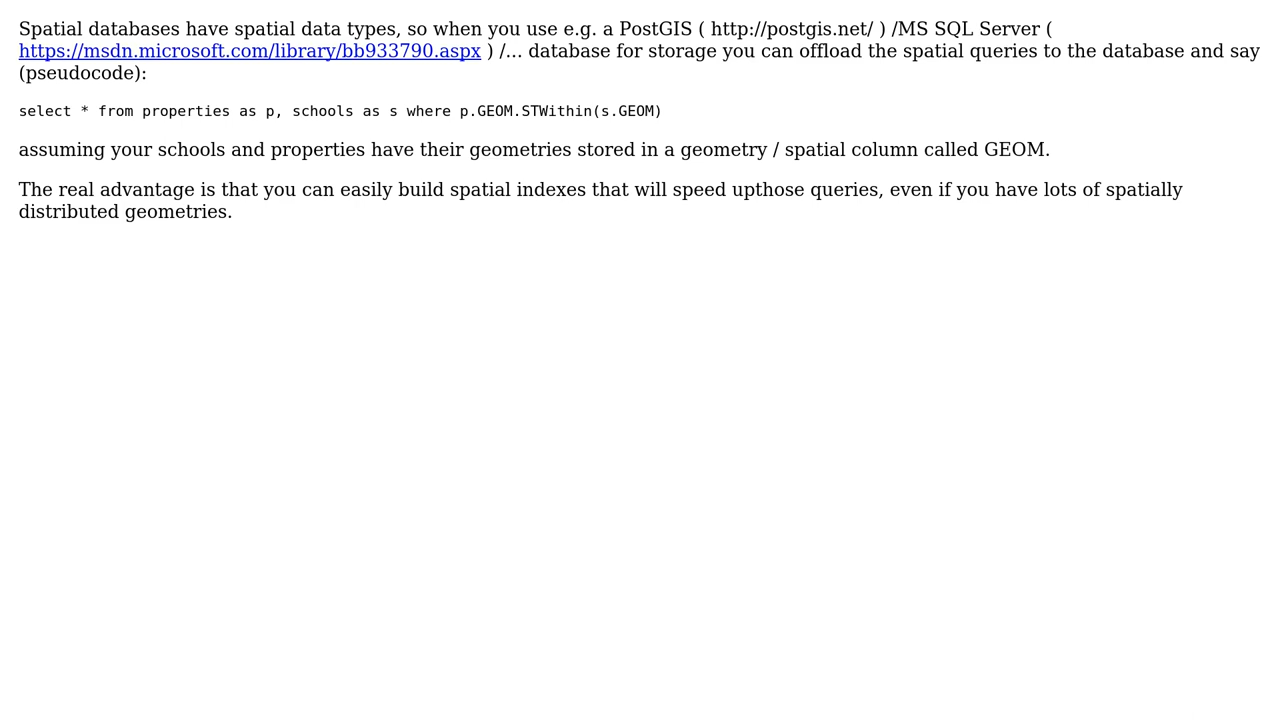 Spatial databases have spatial data types, so when you use e.g. a PostGIS ( http://postgis.net/ ) /MS SQL Server (
https://msdn.microsoft.com/library/bb933790.aspx ) /... database for storage you can offload the spatial queries to the database and say
(pseudocode):
select * from properties as p, schools as s where p.GEOM.STWithin(s.GEOM)
assuming your schools and properties have their geometries stored in a geometry / spatial column called GEOM.
The real advantage is that you can easily build spatial indexes that will speed upthose queries, even if you have lots of spatially
distributed geometries.